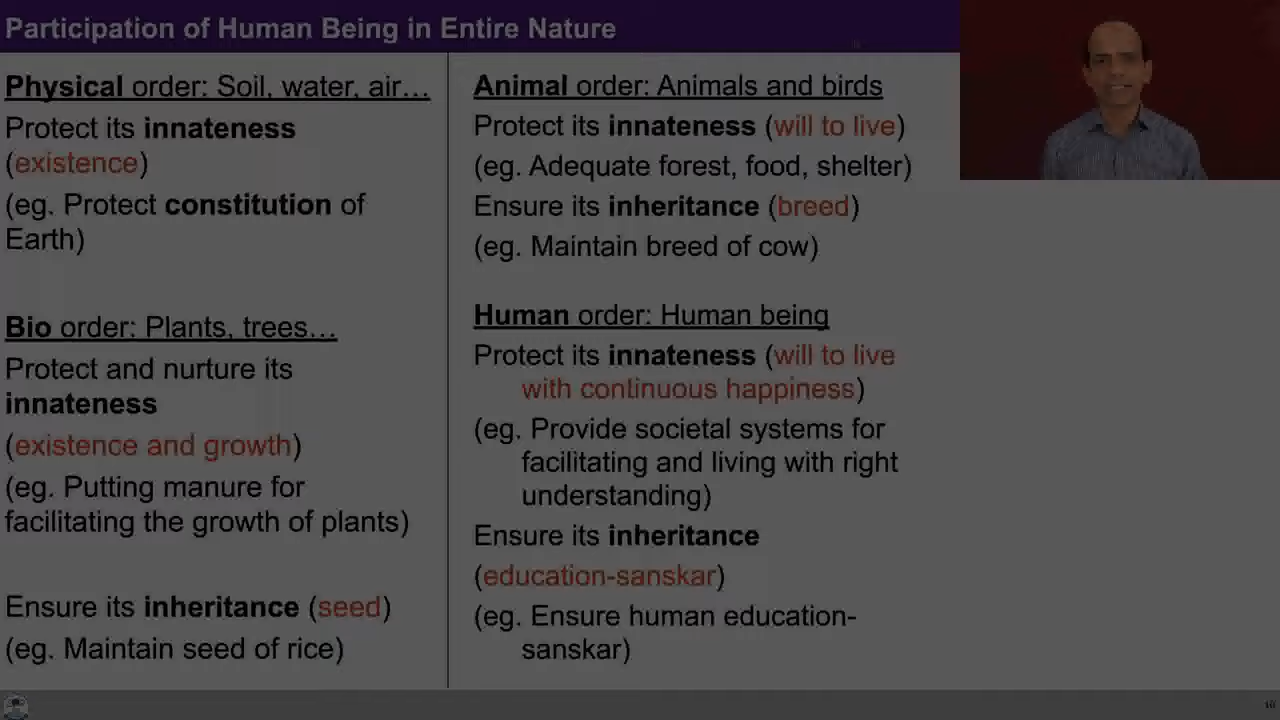 Participation of Human Being in Entire Nature
Physical order: Soil, water, air…
Protect its innateness
(existence)
(eg. Protect constitution of
Earth)
Bio order: Plants, trees…
Protect and nurture its
innateness
(existence and growth)
(eg. Putting manure for
facilitating the growth of plants)
Ensure its inheritance (seed)
(eg. Maintain seed of rice)
Animal order: Animals and birds
Protect its innateness (will to live)
(eg. Adequate forest, food, shelter)
Ensure its inheritance (breed)
(eg. Maintain breed of cow)
Human order: Human being
Protect its innateness (will to live
with continuous happiness)
(eg. Provide societal systems for
facilitating and living with right
understanding)
Ensure its inheritance
(education-sanskar)
(eg. Ensure human education-
sanskar)